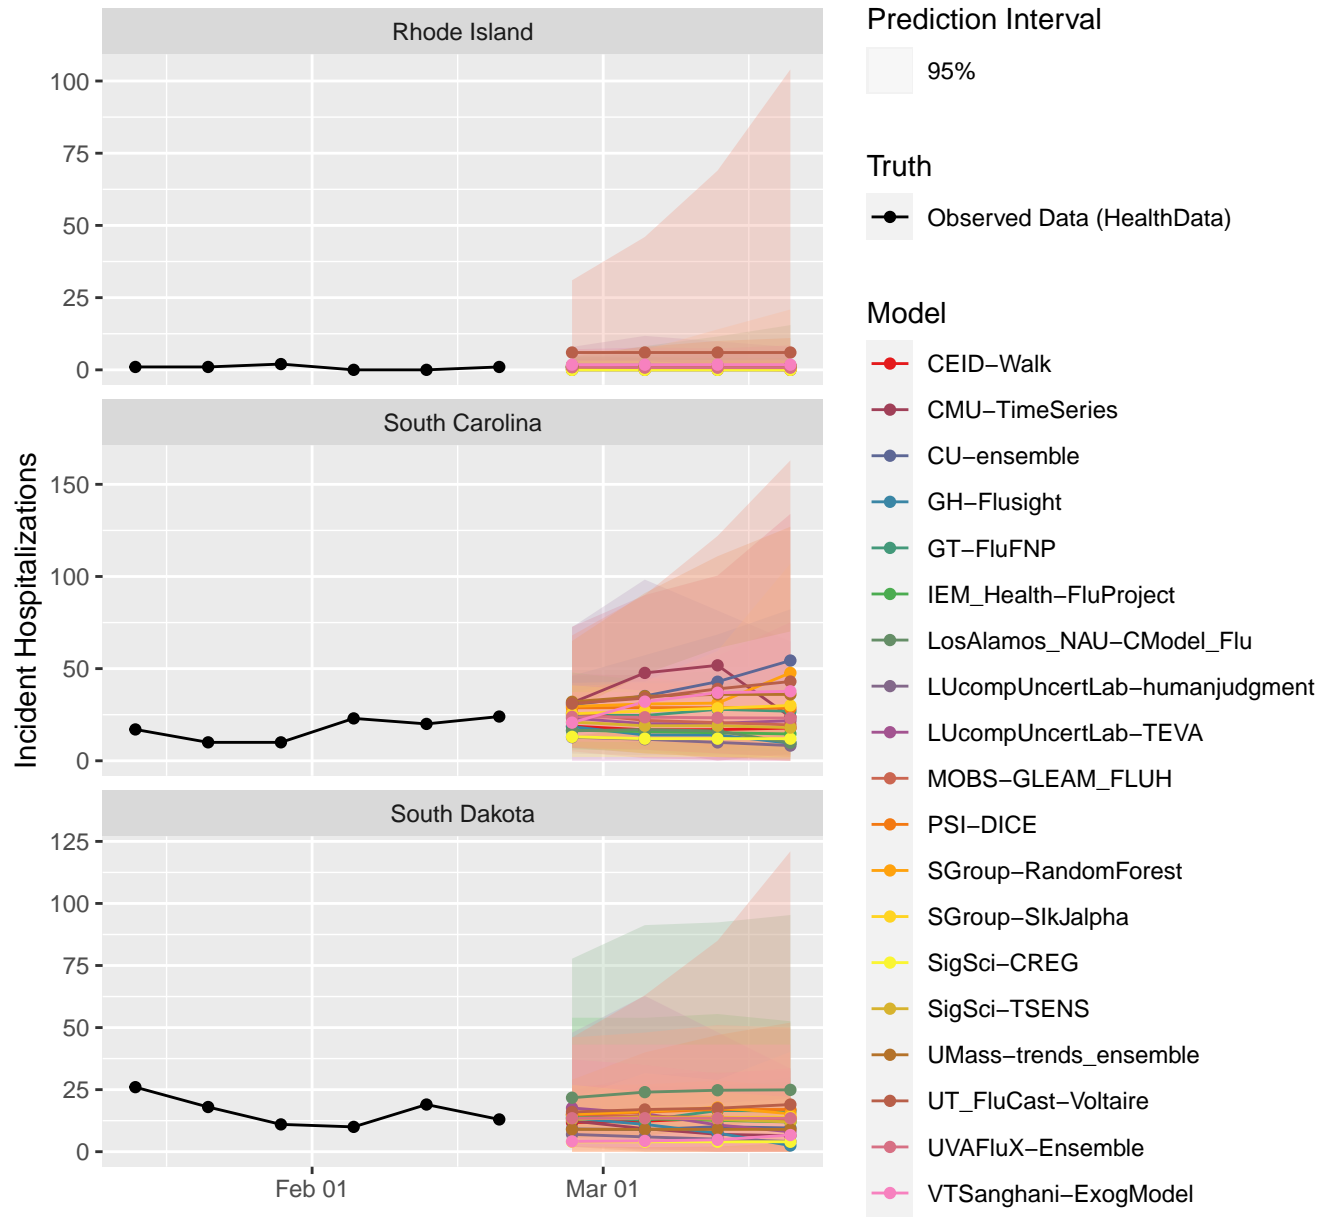 Rhode Island
100
75
50
25
0
South Carolina
150
100
50
0
South Dakota
125
100
75
50
25
0
Feb 01
Mar 01
Incident Hospitalizations
Prediction Interval
95%
Truth
Observed Data (HealthData)
Model
CEID−Walk
CMU−TimeSeries
CU−ensemble
GH−Flusight
GT−FluFNP
IEM_Health−FluProject
LosAlamos_NAU−CModel_Flu
LUcompUncertLab−humanjudgment
LUcompUncertLab−TEVA
MOBS−GLEAM_FLUH
PSI−DICE
SGroup−RandomForest
SGroup−SIkJalpha
SigSci−CREG
SigSci−TSENS
UMass−trends_ensemble
UT_FluCast−Voltaire
UVAFluX−Ensemble
VTSanghani−ExogModel